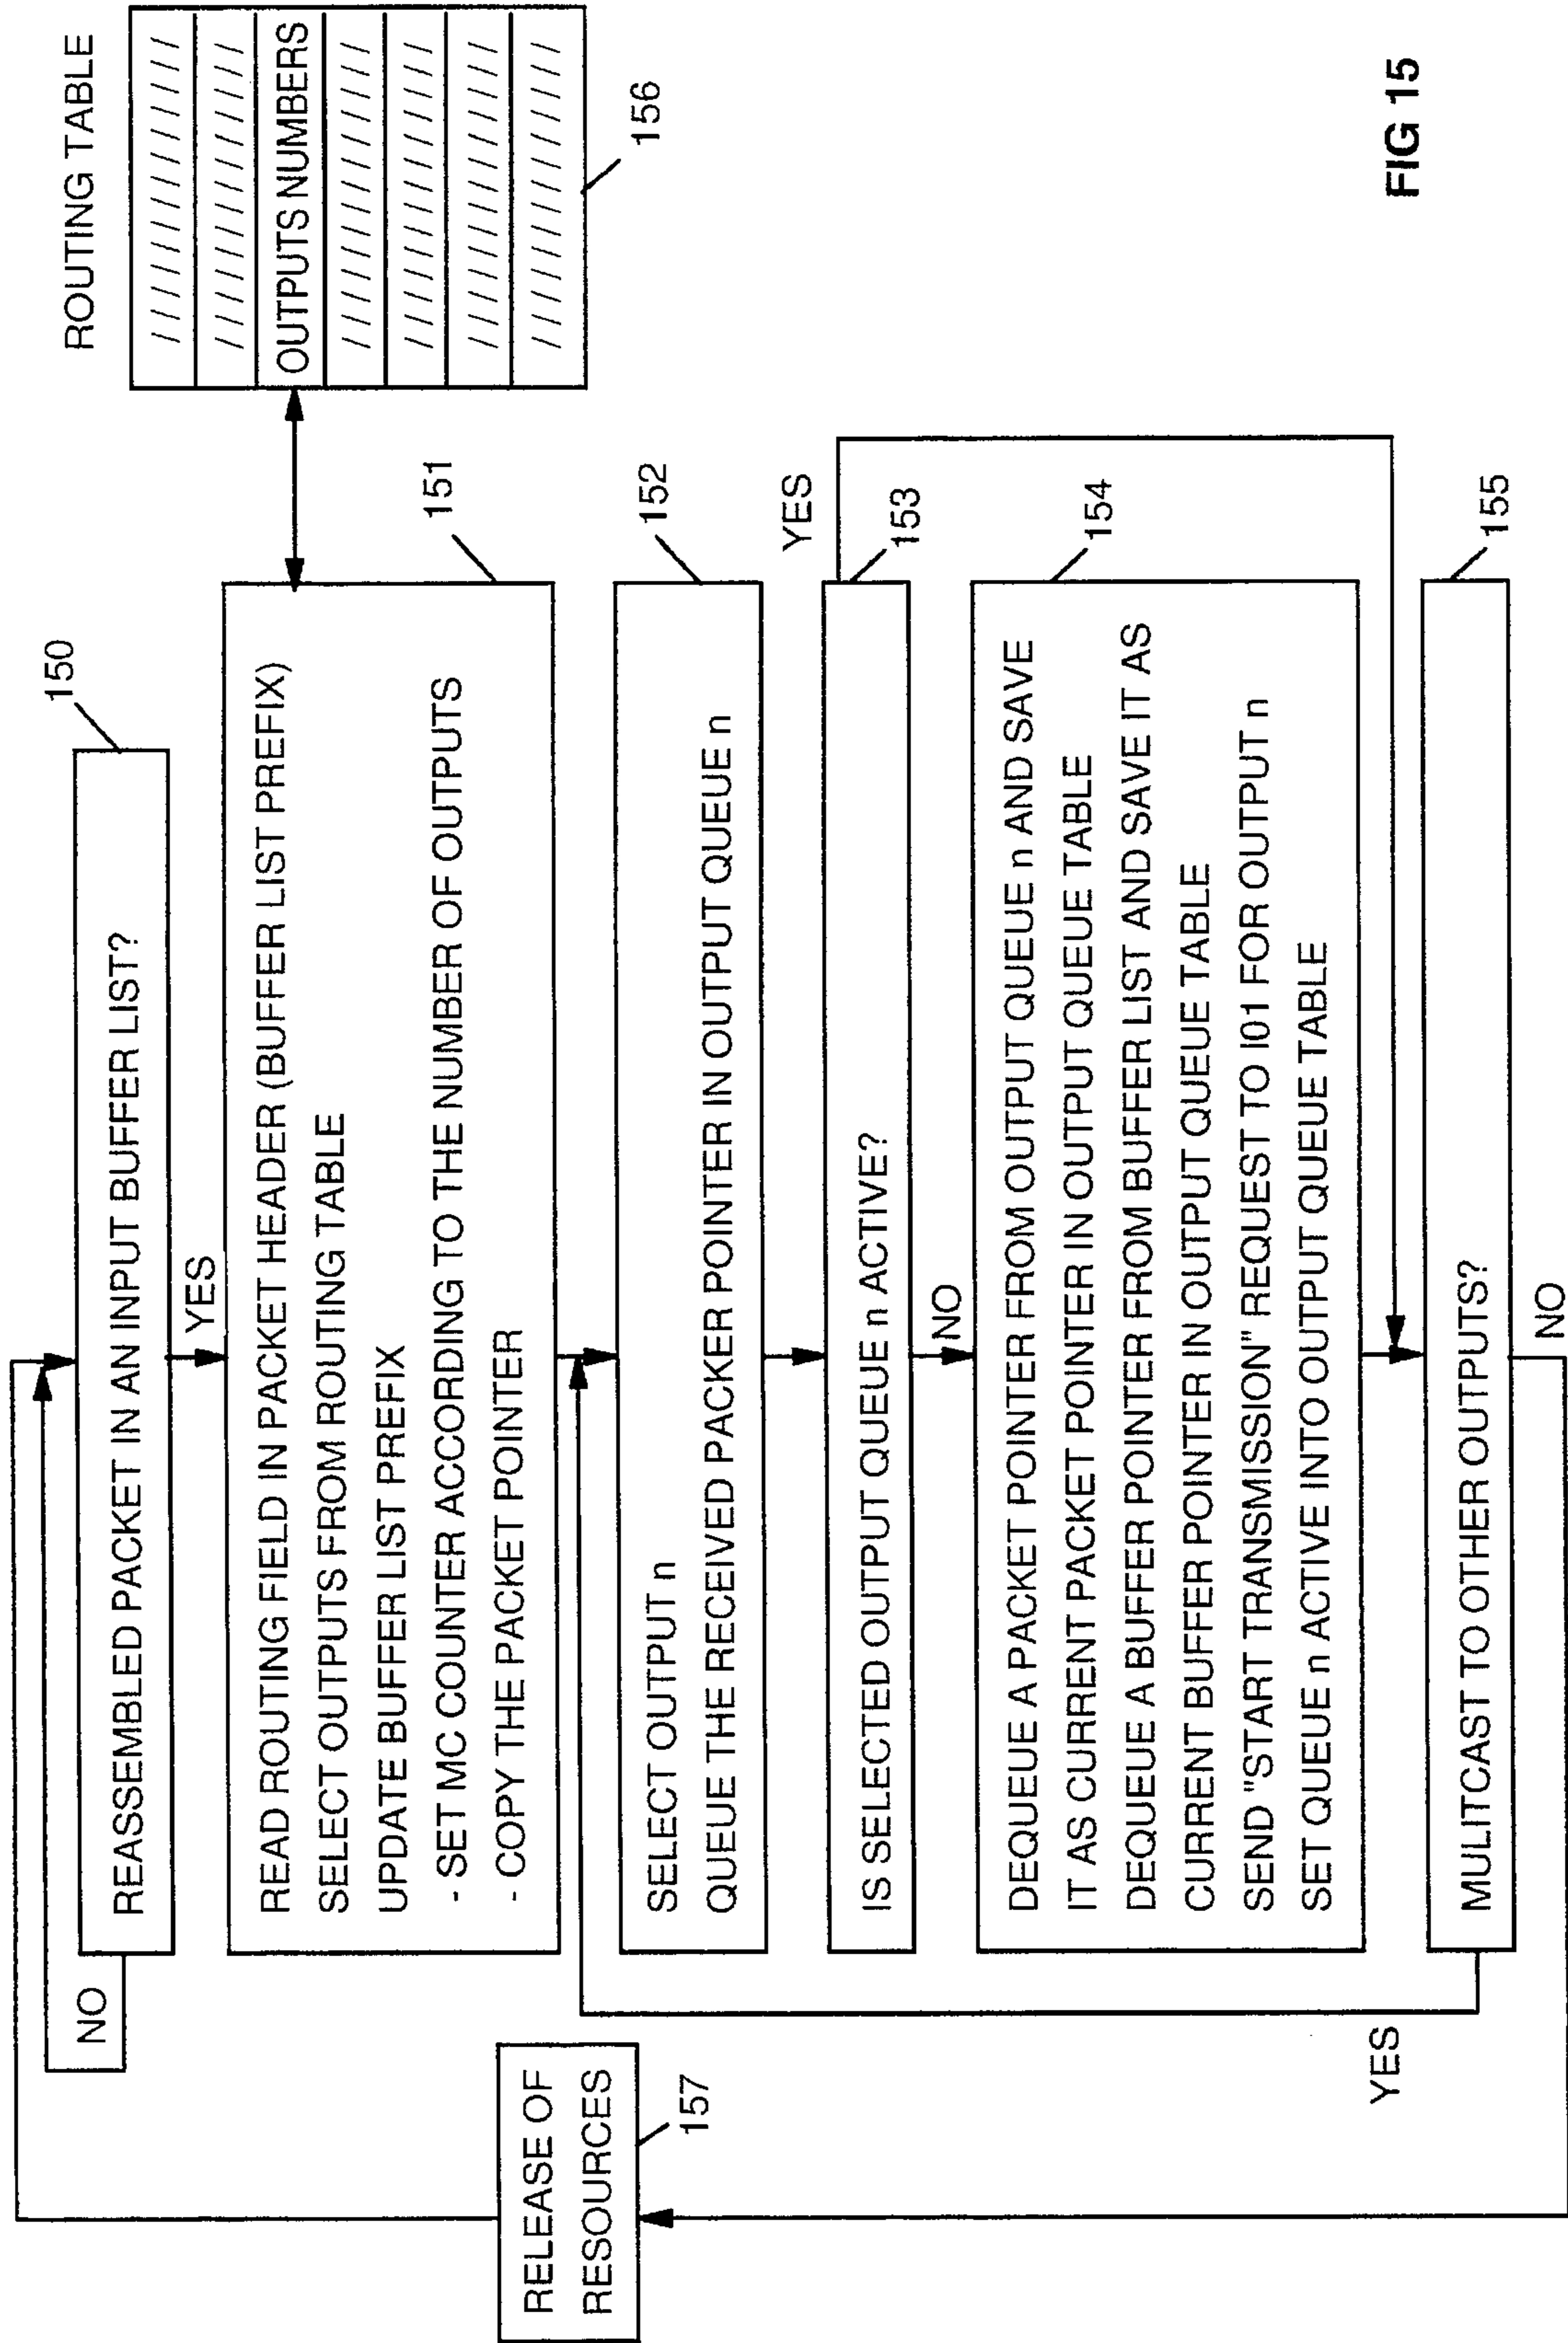 ROUTING TABLE
OUTPUTS NUMBERS
156
150
REASSEMBLED PACKET IN AN INPUT BUFFER LIST?
NO
YES
151
READ ROUTING FIELD IN PACKET HEADER (BUFFER LIST PREFIX)
SELECT OUTPUTS FROM ROUTING TABLE
UPDATE BUFFER LIST PREFIX
- SET MC COUNTER ACCORDING TO THE NUMBER OF OUTPUTS
- COPY THE PACKET POINTER
152
SELECT OUTPUT n
QUEUE THE RECEIVED PACKER POINTER IN OUTPUT QUEUE n
YES
153
IS SELECTED OUTPUT QUEUE n ACTIVE?
NO
154
DEQUEUE A PACKET POINTER FROM OUTPUT QUEUE n AND SAVE
IT AS CURRENT PACKET POINTER IN OUTPUT QUEUE TABLE
DEQUEUE A BUFFER POINTER FROM BUFFER LIST AND SAVE IT AS
CURRENT BUFFER POINTER IN OUTPUT QUEUE TABLE
SEND "START TRANSMISSION" REQUEST TO I01 FOR OUTPUT n
SET QUEUE n ACTIVE INTO OUTPUT QUEUE TABLE
155
MULITCAST TO OTHER OUTPUTS?
YES
NO
RELEASE OF
RESOURCES
157
FIG 15